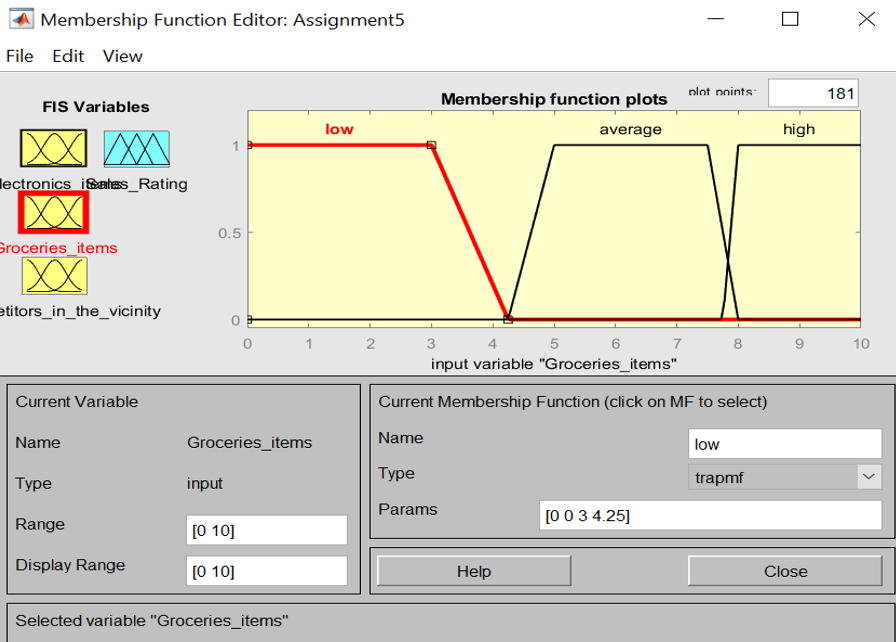 Membership Function Editor: Assignment5
File Edit View
FIS Variables
Membership function plots
plot points:
181
low
average
high
1
0.5
0
0 1 2 3 4 5 6 7 8 9 10
input variable "Groceries_items"
lectronics_items
Sales_Rating
Groceries_items
etitors_in_the_vicinity
Current Variable
Name Groceries_items
Type input
Range [0 10]
Display Range [0 10]
Current Membership Function (click on MF to select)
Name low
Type trapmf
Params [0 0 3 4.25]
Help Close
Selected variable "Groceries_items"